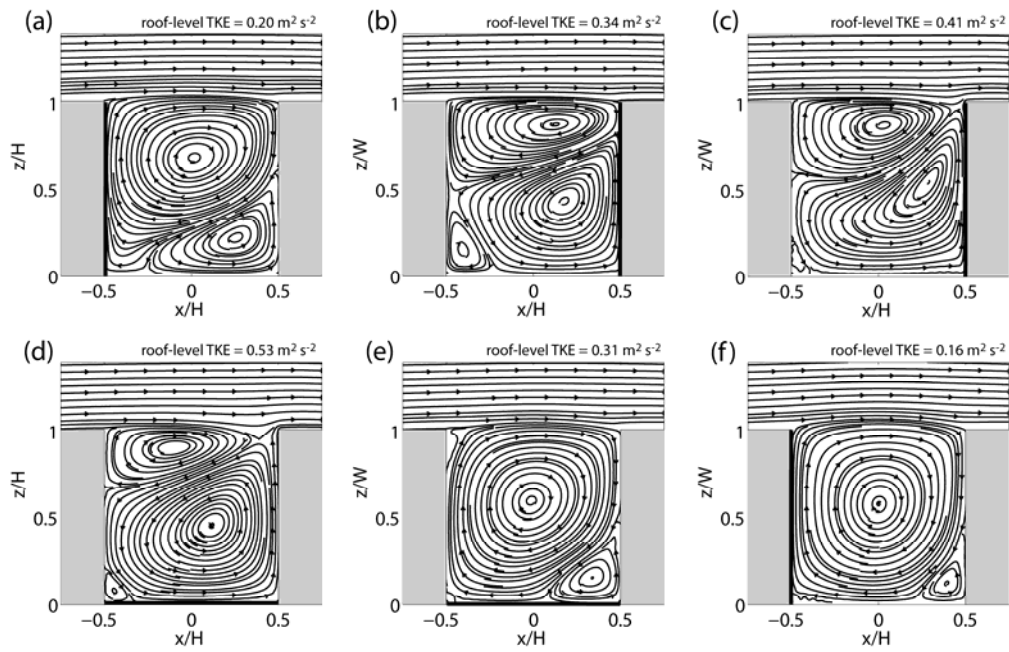 (a) roof-level TKE = 0.20 m² s⁻²
(b) roof-level TKE = 0.34 m² s⁻²
(c) roof-level TKE = 0.41 m² s⁻²
z/H
1
0.5
0
−0.5 0 0.5
x/H
z/W
1
0.5
0
−0.5 0 0.5
x/H
z/W
1
0.5
0
−0.5 0 0.5
x/H
(d) roof-level TKE = 0.53 m² s⁻²
(e) roof-level TKE = 0.31 m² s⁻²
(f) roof-level TKE = 0.16 m² s⁻²
z/H
1
0.5
0
−0.5 0 0.5
x/H
z/W
1
0.5
0
−0.5 0 0.5
x/H
z/W
1
0.5
0
−0.5 0 0.5
x/H